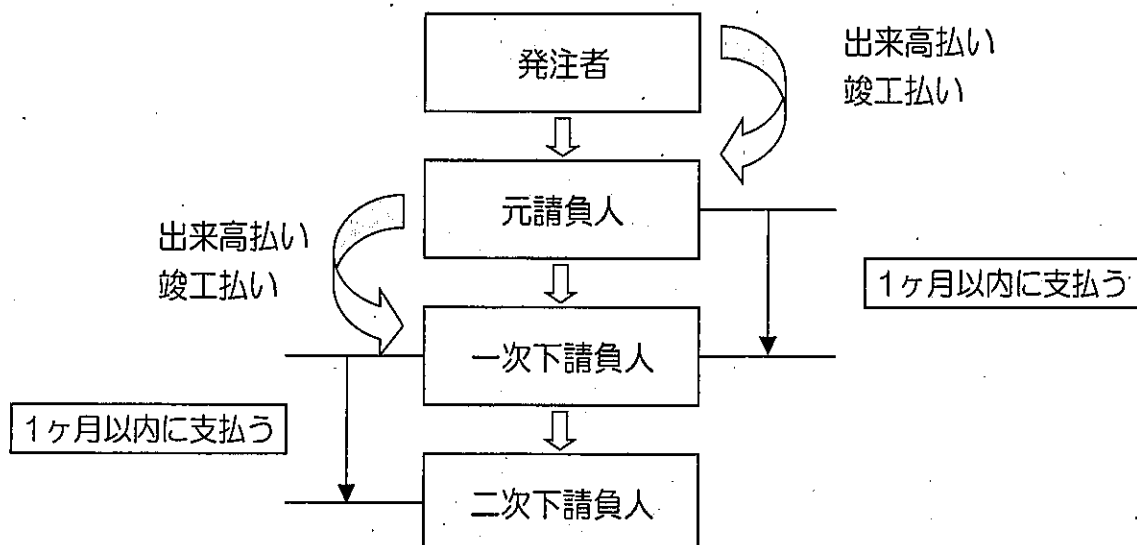 発注者
出来高払い
竣工払い
元請負人
出来高払い
竣工払い
1ヶ月以内に支払う
一次下請負人
1ヶ月以内に支払う
二次下請負人